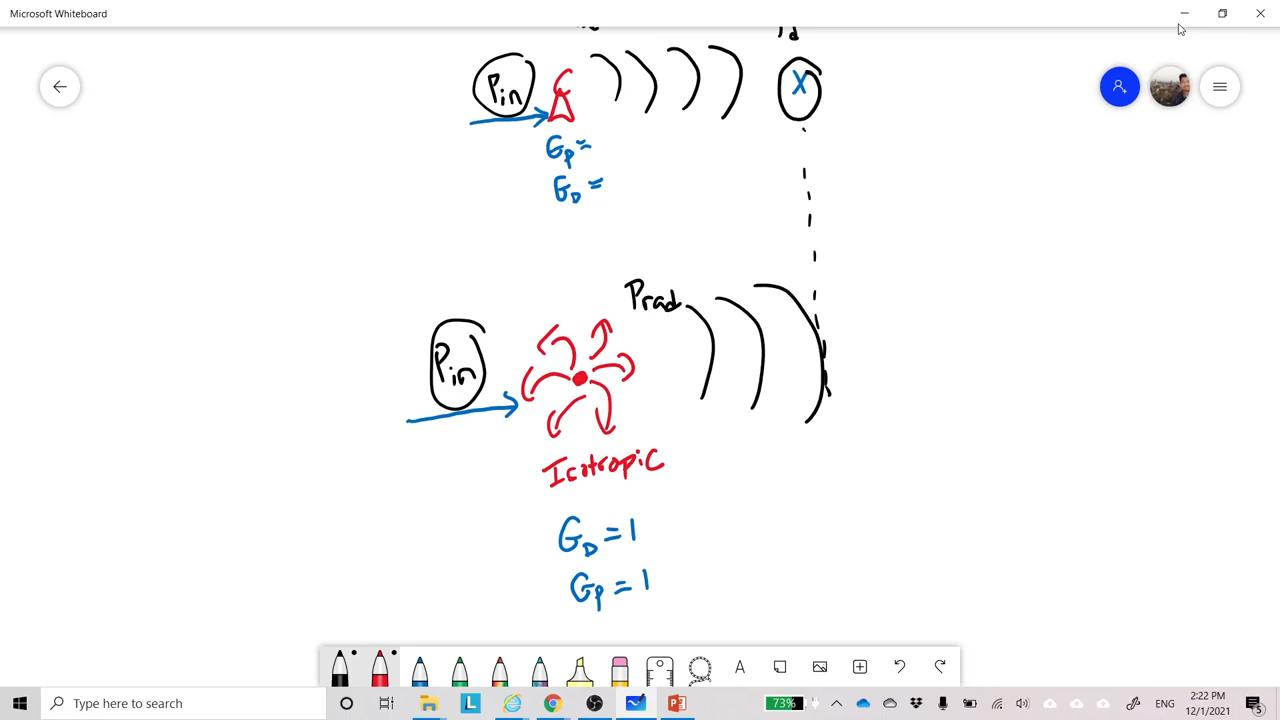 Microsoft Whiteboard
Pin
X
Gp =
GD =
Prad
Pin
Isotropic
GD = 1
Gp = 1
A
Type here to search
L
73%
ENG
2:22 PM
12/1/2021
5